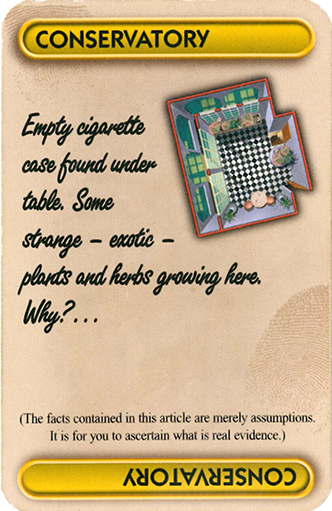 CONSERVATORY
Empty cigarette
case found under
table. Some
strange – exotic –
plants and herbs growing here.
Why?...
(The facts contained in this article are merely assumptions.
It is for you to ascertain what is real evidence.)
CONSERVATORY